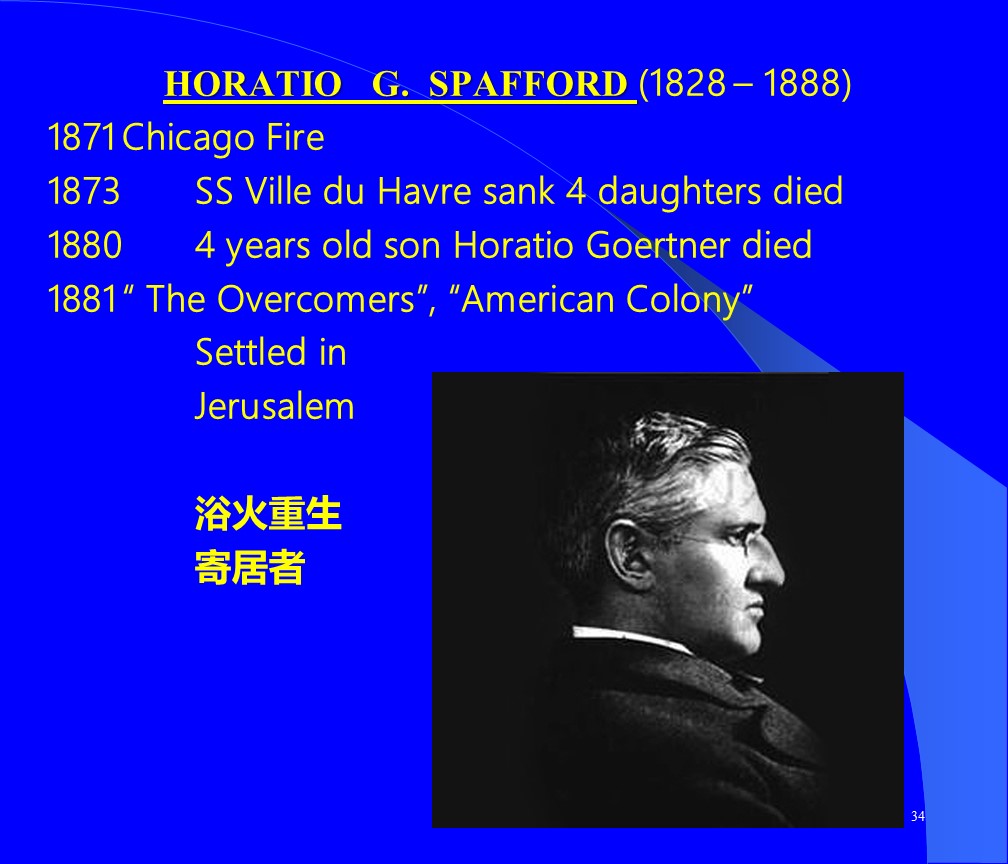 HORATIO G. SPAFFORD (1828 – 1888)
1871 Chicago Fire
1873 SS Ville du Havre sank 4 daughters died
1880 4 years old son Horatio Goertner died
1881 “ The Overcomers”, “American Colony”
Settled in
Jerusalem
浴火重生
寄居者
34